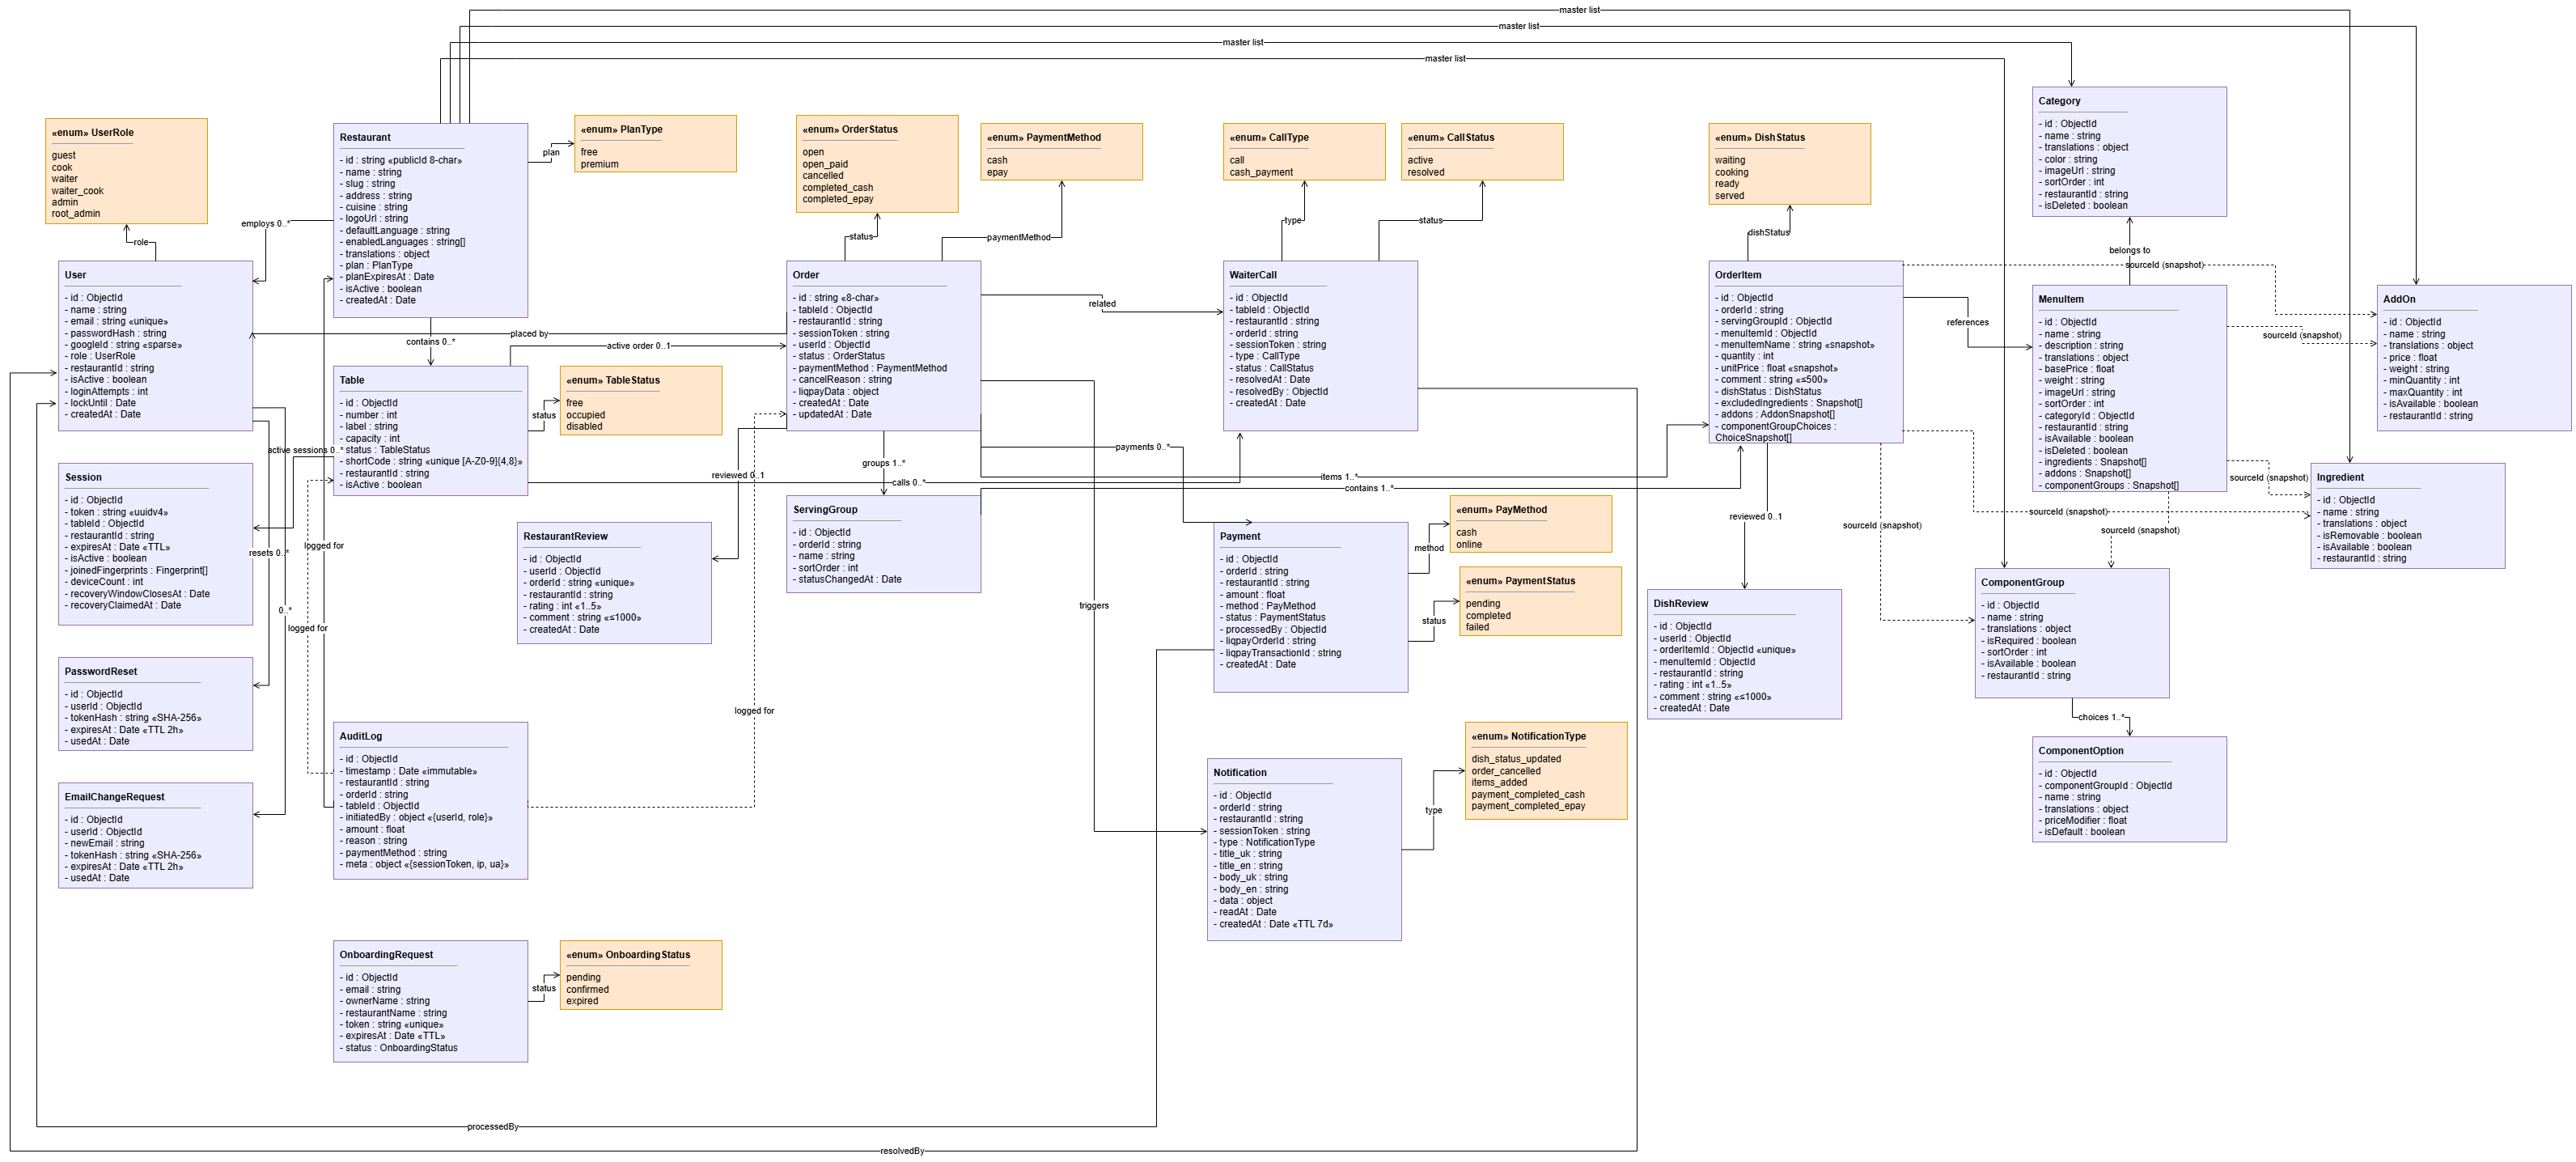 master list
master list
master list
master list
«enum» UserRole
guest
cook
waiter
waiter_cook
admin
root_admin
role
Restaurant
- id : string «publicId 8-char»
- name : string
- slug : string
- address : string
- cuisine : string
- logoUrl : string
- defaultLanguage : string
- enabledLanguages : string[]
- translations : object
- plan : PlanType
- planExpiresAt : Date
- isActive : boolean
- createdAt : Date
plan
«enum» PlanType
free
premium
employs 0..*
«enum» OrderStatus
open
open_paid
cancelled
completed_cash
completed_epay
status
«enum» PaymentMethod
cash
epay
paymentMethod
«enum» CallType
call
cash_payment
type
«enum» CallStatus
active
resolved
status
«enum» DishStatus
waiting
cooking
ready
served
dishStatus
Category
- id : ObjectId
- name : string
- translations : object
- color : string
- imageUrl : string
- sortOrder : int
- restaurantId : string
- isDeleted : boolean
belongs to
sourceId (snapshot)
User
- id : ObjectId
- name : string
- email : string «unique»
- passwordHash : string
- googleId : string «sparse»
- role : UserRole
- restaurantId : string
- isActive : boolean
- loginAttempts : int
- lockUntil : Date
- createdAt : Date
contains 0..*
placed by
active order 0..1
Order
- id : string «8-char»
- tableId : ObjectId
- restaurantId : string
- sessionToken : string
- userId : ObjectId
- status : OrderStatus
- paymentMethod : PaymentMethod
- cancelReason : string
- liqpayData : object
- createdAt : Date
- updatedAt : Date
related
WaiterCall
- id : ObjectId
- tableId : ObjectId
- restaurantId : string
- orderId : string
- sessionToken : string
- type : CallType
- status : CallStatus
- resolvedAt : Date
- resolvedBy : ObjectId
- createdAt : Date
OrderItem
- id : ObjectId
- orderId : string
- servingGroupId : ObjectId
- menuItemId : ObjectId
- menuItemName : string «snapshot»
- quantity : int
- unitPrice : float «snapshot»
- comment : string «≤500»
- dishStatus : DishStatus
- excludedIngredients : Snapshot[]
- addons : AddonSnapshot[]
- componentGroupChoices :
ChoiceSnapshot[]
references
MenuItem
- id : ObjectId
- name : string
- description : string
- translations : object
- basePrice : float
- weight : string
- imageUrl : string
- sortOrder : int
- categoryId : ObjectId
- restaurantId : string
- isAvailable : boolean
- isDeleted : boolean
- ingredients : Snapshot[]
- addons : Snapshot[]
- componentGroups : Snapshot[]
sourceId (snapshot)
AddOn
- id : ObjectId
- name : string
- translations : object
- price : float
- weight : string
- minQuantity : int
- maxQuantity : int
- isAvailable : boolean
- restaurantId : string
Table
- id : ObjectId
- number : int
- label : string
- capacity : int
- status : TableStatus
- shortCode : string «unique [A-Z0-9]{4,8}»
- restaurantId : string
- isActive : boolean
status
«enum» TableStatus
free
occupied
disabled
active sessions 0..*
groups 1..*
reviewed 0..1
calls 0..*
payments 0..*
items 1..*
contains 1..*
Session
- id : ObjectId
- token : string «uuidv4»
- tableId : ObjectId
- restaurantId : string
- expiresAt : Date «TTL»
- isActive : boolean
- joinedFingerprints : Fingerprint[]
- deviceCount : int
- recoveryWindowClosesAt : Date
- recoveryClaimedAt : Date
resets 0..*
logged for
0..*
logged for
RestaurantReview
- id : ObjectId
- userId : ObjectId
- orderId : string «unique»
- restaurantId : string
- rating : int «1..5»
- comment : string «≤1000»
- createdAt : Date
ServingGroup
- id : ObjectId
- orderId : string
- name : string
- sortOrder : int
- statusChangedAt : Date
triggers
Payment
- id : ObjectId
- orderId : string
- restaurantId : string
- amount : float
- method : PayMethod
- status : PaymentStatus
- processedBy : ObjectId
- liqpayOrderId : string
- liqpayTransactionId : string
- createdAt : Date
method
status
«enum» PayMethod
cash
online
«enum» PaymentStatus
pending
completed
failed
reviewed 0..1
DishReview
- id : ObjectId
- userId : ObjectId
- orderItemId : ObjectId «unique»
- menuItemId : ObjectId
- restaurantId : string
- rating : int «1..5»
- comment : string «≤1000»
- createdAt : Date
sourceId (snapshot)
sourceId (snapshot)
sourceId (snapshot)
sourceId (snapshot)
Ingredient
- id : ObjectId
- name : string
- translations : object
- isRemovable : boolean
- isAvailable : boolean
- restaurantId : string
ComponentGroup
- id : ObjectId
- name : string
- translations : object
- isRequired : boolean
- sortOrder : int
- isAvailable : boolean
- restaurantId : string
choices 1..*
ComponentOption
- id : ObjectId
- componentGroupId : ObjectId
- name : string
- translations : object
- priceModifier : float
- isDefault : boolean
PasswordReset
- id : ObjectId
- userId : ObjectId
- tokenHash : string «SHA-256»
- expiresAt : Date «TTL 2h»
- usedAt : Date
EmailChangeRequest
- id : ObjectId
- userId : ObjectId
- newEmail : string
- tokenHash : string «SHA-256»
- expiresAt : Date «TTL 2h»
- usedAt : Date
AuditLog
- id : ObjectId
- timestamp : Date «immutable»
- restaurantId : string
- orderId : string
- tableId : ObjectId
- initiatedBy : object «{userId, role}»
- amount : float
- reason : string
- paymentMethod : string
- meta : object «{sessionToken, ip, ua}»
logged for
Notification
- id : ObjectId
- orderId : string
- restaurantId : string
- sessionToken : string
- type : NotificationType
- title_uk : string
- title_en : string
- body_uk : string
- body_en : string
- data : object
- readAt : Date
- createdAt : Date «TTL 7d»
type
«enum» NotificationType
dish_status_updated
order_cancelled
items_added
payment_completed_cash
payment_completed_epay
OnboardingRequest
- id : ObjectId
- email : string
- ownerName : string
- restaurantName : string
- token : string «unique»
- expiresAt : Date «TTL»
- status : OnboardingStatus
status
«enum» OnboardingStatus
pending
confirmed
expired
processedBy
resolvedBy